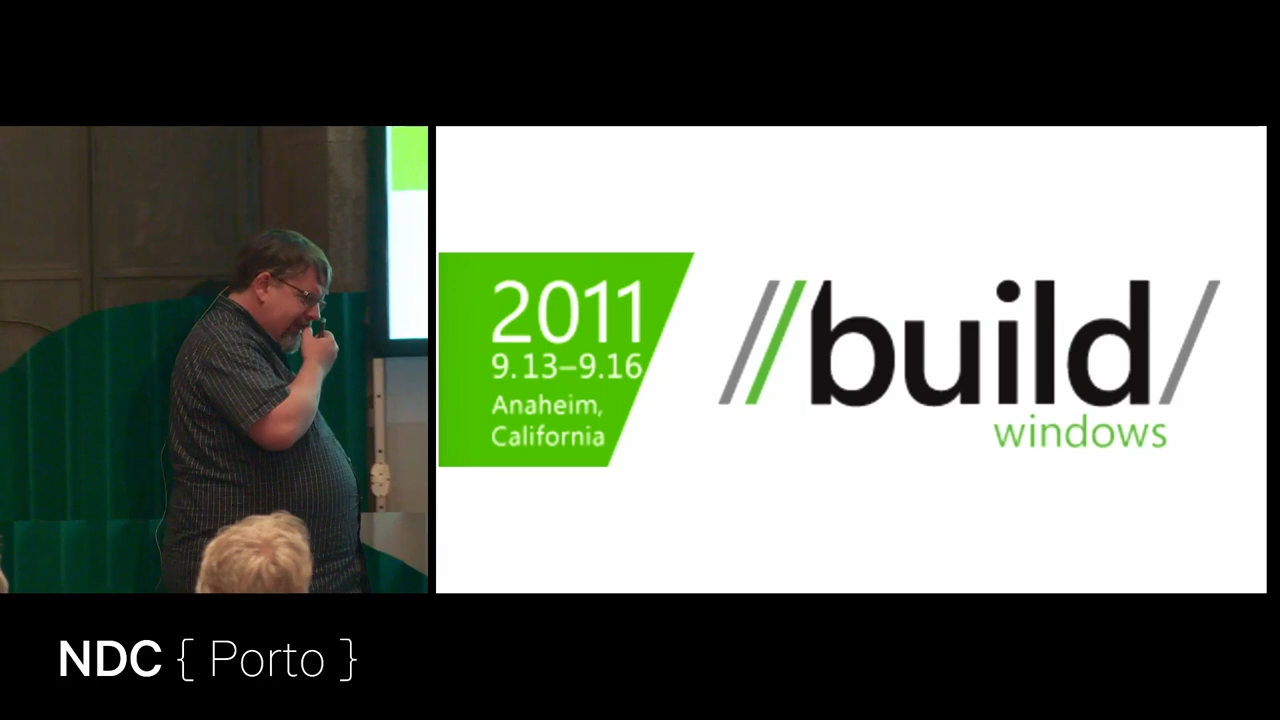 2011
9.13–9.16
Anaheim,
California
//build/
windows
NDC { Porto }